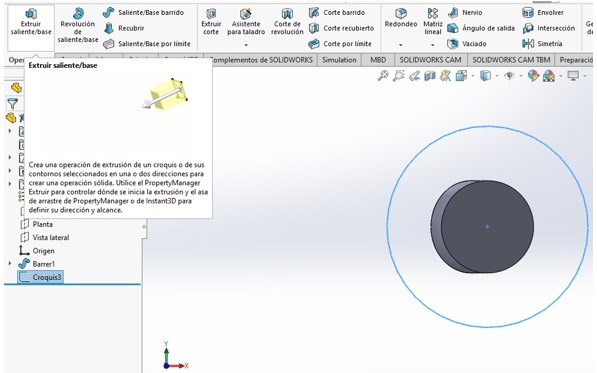 Extruir
saliente/base
Revolución
de
saliente/base
Saliente/Base barrido
Recubrir
Saliente/Base por límite
Extruir
corte
Asistente
para
taladro
Corte de
revolución
Corte barrido
Corte recubierto
Corte por límite
Redondeo
Matriz
lineal
Nervio
Ángulo de salida
Vaciado
Envolver
Intersección
Simetría
Complementos de SOLIDWORKS
Simulation
MBD
SOLIDWORKS CAM
SOLIDWORKS CAM TBM
Preparació
Extruir saliente/base
Crea una operación de extrusión de un croquis o de sus
contornos seleccionados en una o dos direcciones para
crear una operación sólida. Utilice el PropertyManager
Extruir para controlar dónde se inicia la extrusión y el asa
de arrastre de PropertyManager o de Instant3D para
definir su dirección y alcance.
Planta
Vista lateral
Origen
Barrer1
Croquis3
Y
X